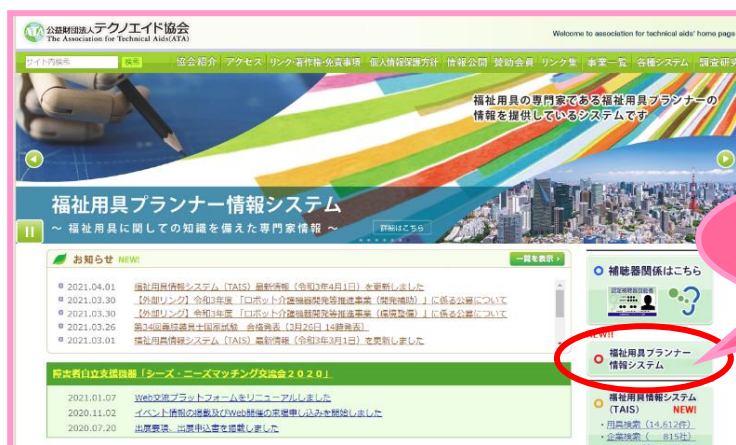 公益財団法人テクノエイド協会
The Association for Technical Aids(ATA)
Welcome to association for technical aids' home page
サイト内検索
検索
協会紹介 アクセス リンク・著作権・免責事項 個人情報保護方針 情報公開 賛助会員 リンク集 事業一覧 各種システム 調査研究
福祉用具の専門家である福祉用具プランナーの
情報を提供しているシステムです
福祉用具プランナー情報システム
~ 福祉用具に関しての知識を備えた専門家情報 ~
詳細はこちら
お知らせ NEW!
一覧を表示
2021.04.01 福祉用具情報システム(TAIS)最新情報(令和3年4月1日)を更新しました
2021.03.30 【外部リンク】令和3年度「ロボット介護機器開発等推進事業(開発補助)」に係る公募について
2021.03.30 【外部リンク】令和3年度「ロボット介護機器開発等推進事業(環境整備)」に係る公募について
2021.03.26 第34回義肢装具士国家試験 合格発表(3月26日 14時発表)
2021.03.01 福祉用具情報システム(TAIS)最新情報(令和3年3月1日)を更新しました
障害者自立支援機器「シーズ・ニーズマッチング交流会2020」
2021.01.07 Web交流プラットフォームをリニューアルしました
2020.11.02 イベント情報の掲載及びWeb開催の来場申し込みを開始しました
2020.07.20 出展要項、出展申込書を掲載しました
補聴器関係はこちら
認定補聴器技能者
NEW!!
福祉用具プランナー
情報システム
福祉用具情報システム
(TAIS) NEW!
・用具検索(14,612件)
・企業検索( 815社)